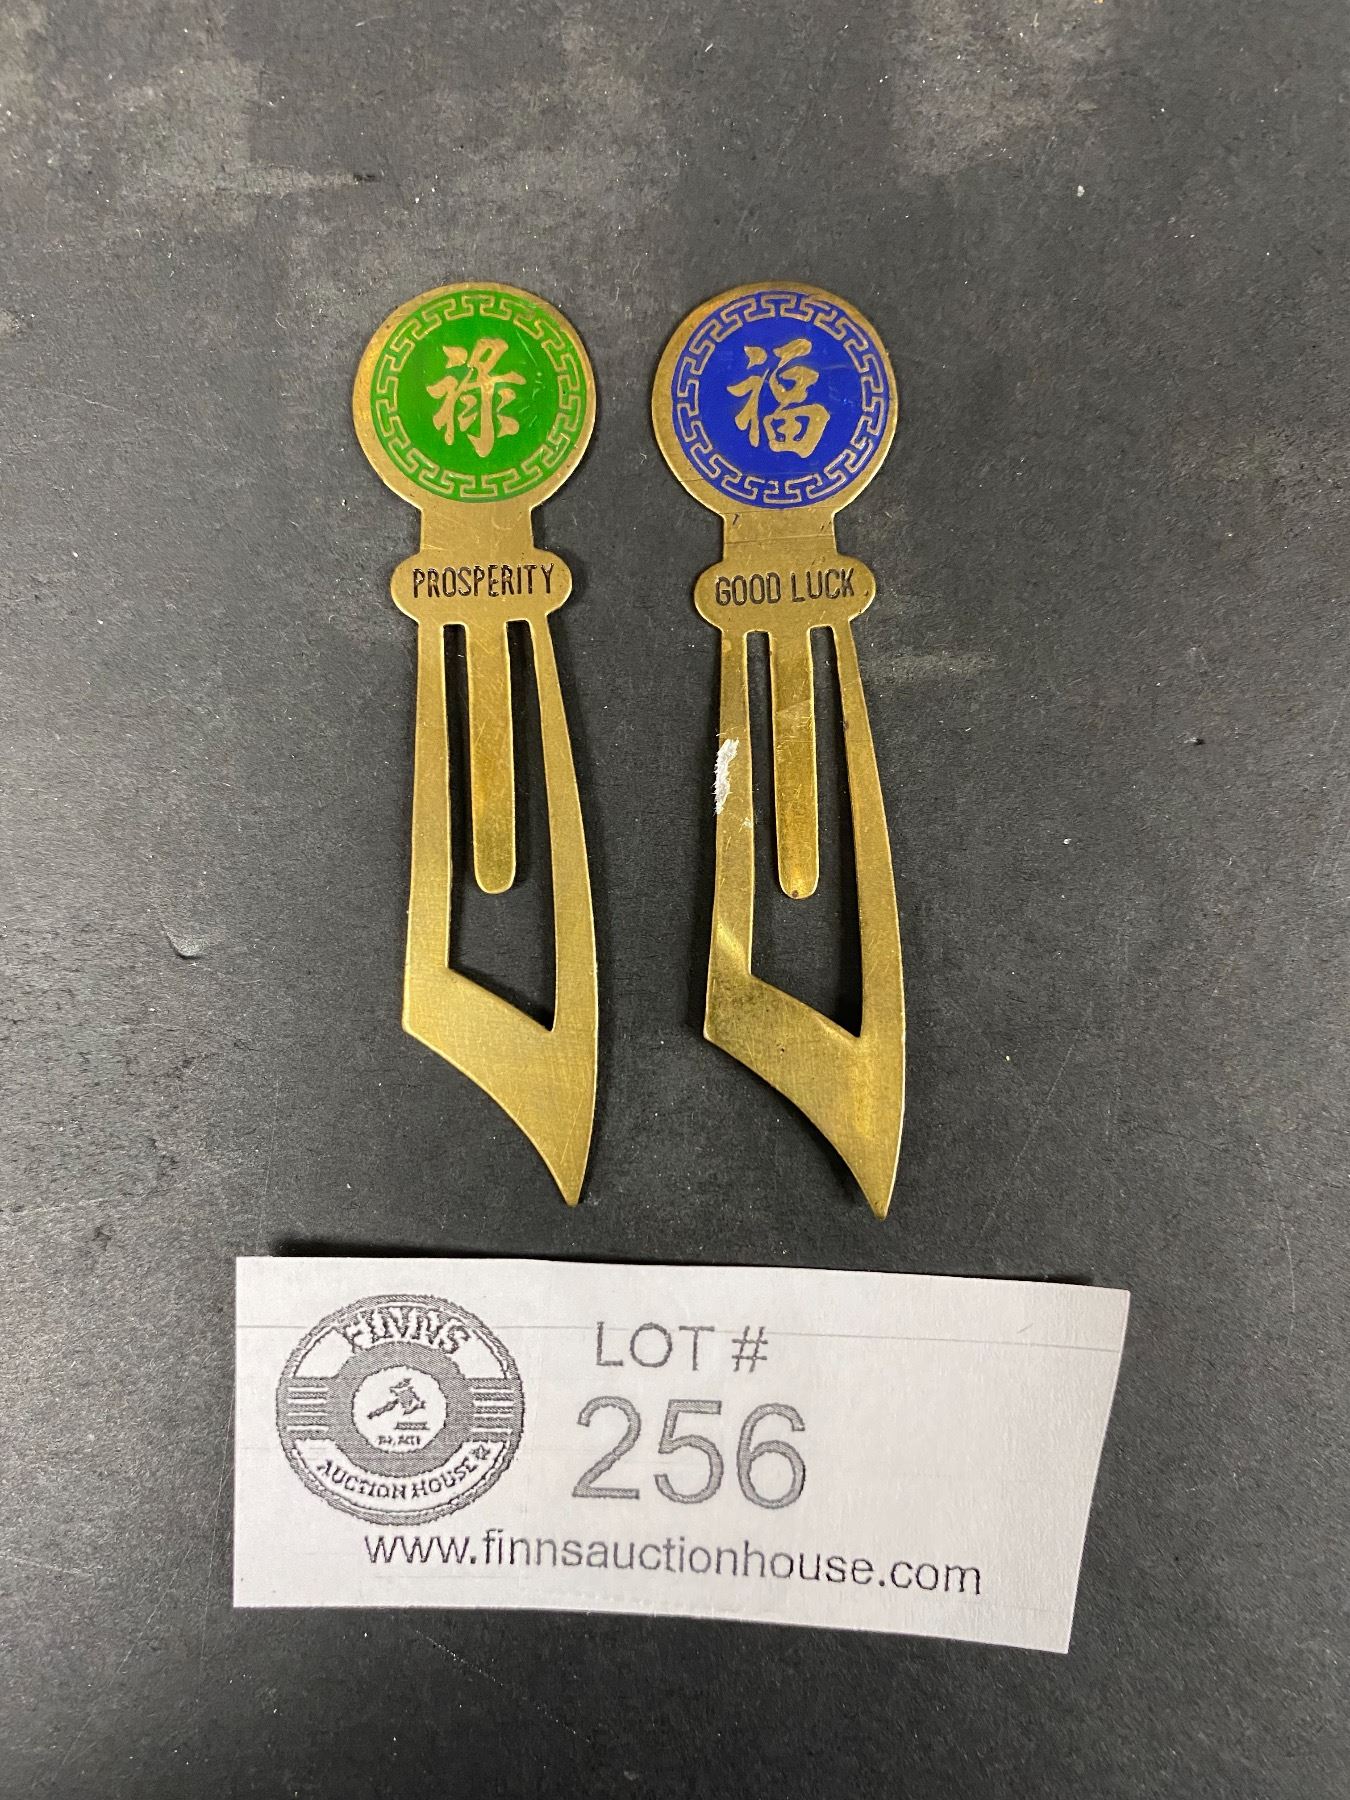 禄
福
PROSPERITY
GOOD LUCK
FINNS
AUCTION HOUSE
LOT #
256
www.finnsauctionhouse.com